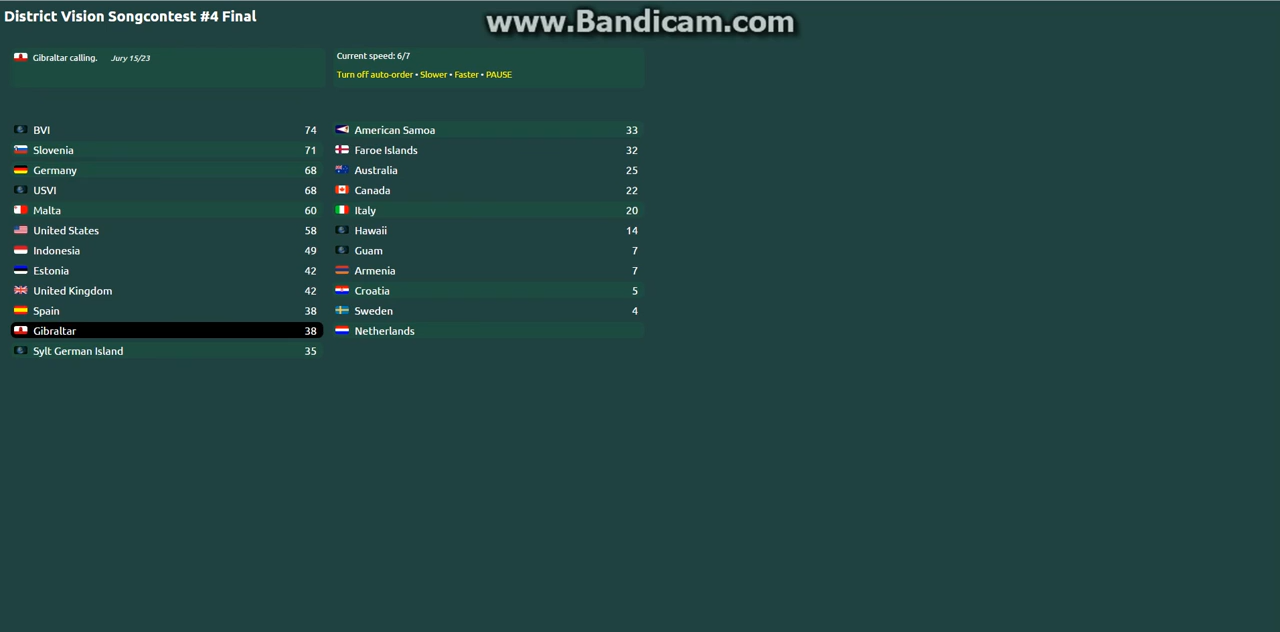 District Vision Songcontest #4 Final
www.Bandicam.com
Gibraltar calling. Jury 15/23
Current speed: 6/7
Turn off auto-order • Slower • Faster • PAUSE
BVI 74
Slovenia 71
Germany 68
USVI 68
Malta 60
United States 58
Indonesia 49
Estonia 42
United Kingdom 42
Spain 38
Gibraltar 38
Sylt German Island 35
American Samoa 33
Faroe Islands 32
Australia 25
Canada 22
Italy 20
Hawaii 14
Guam 7
Armenia 7
Croatia 5
Sweden 4
Netherlands